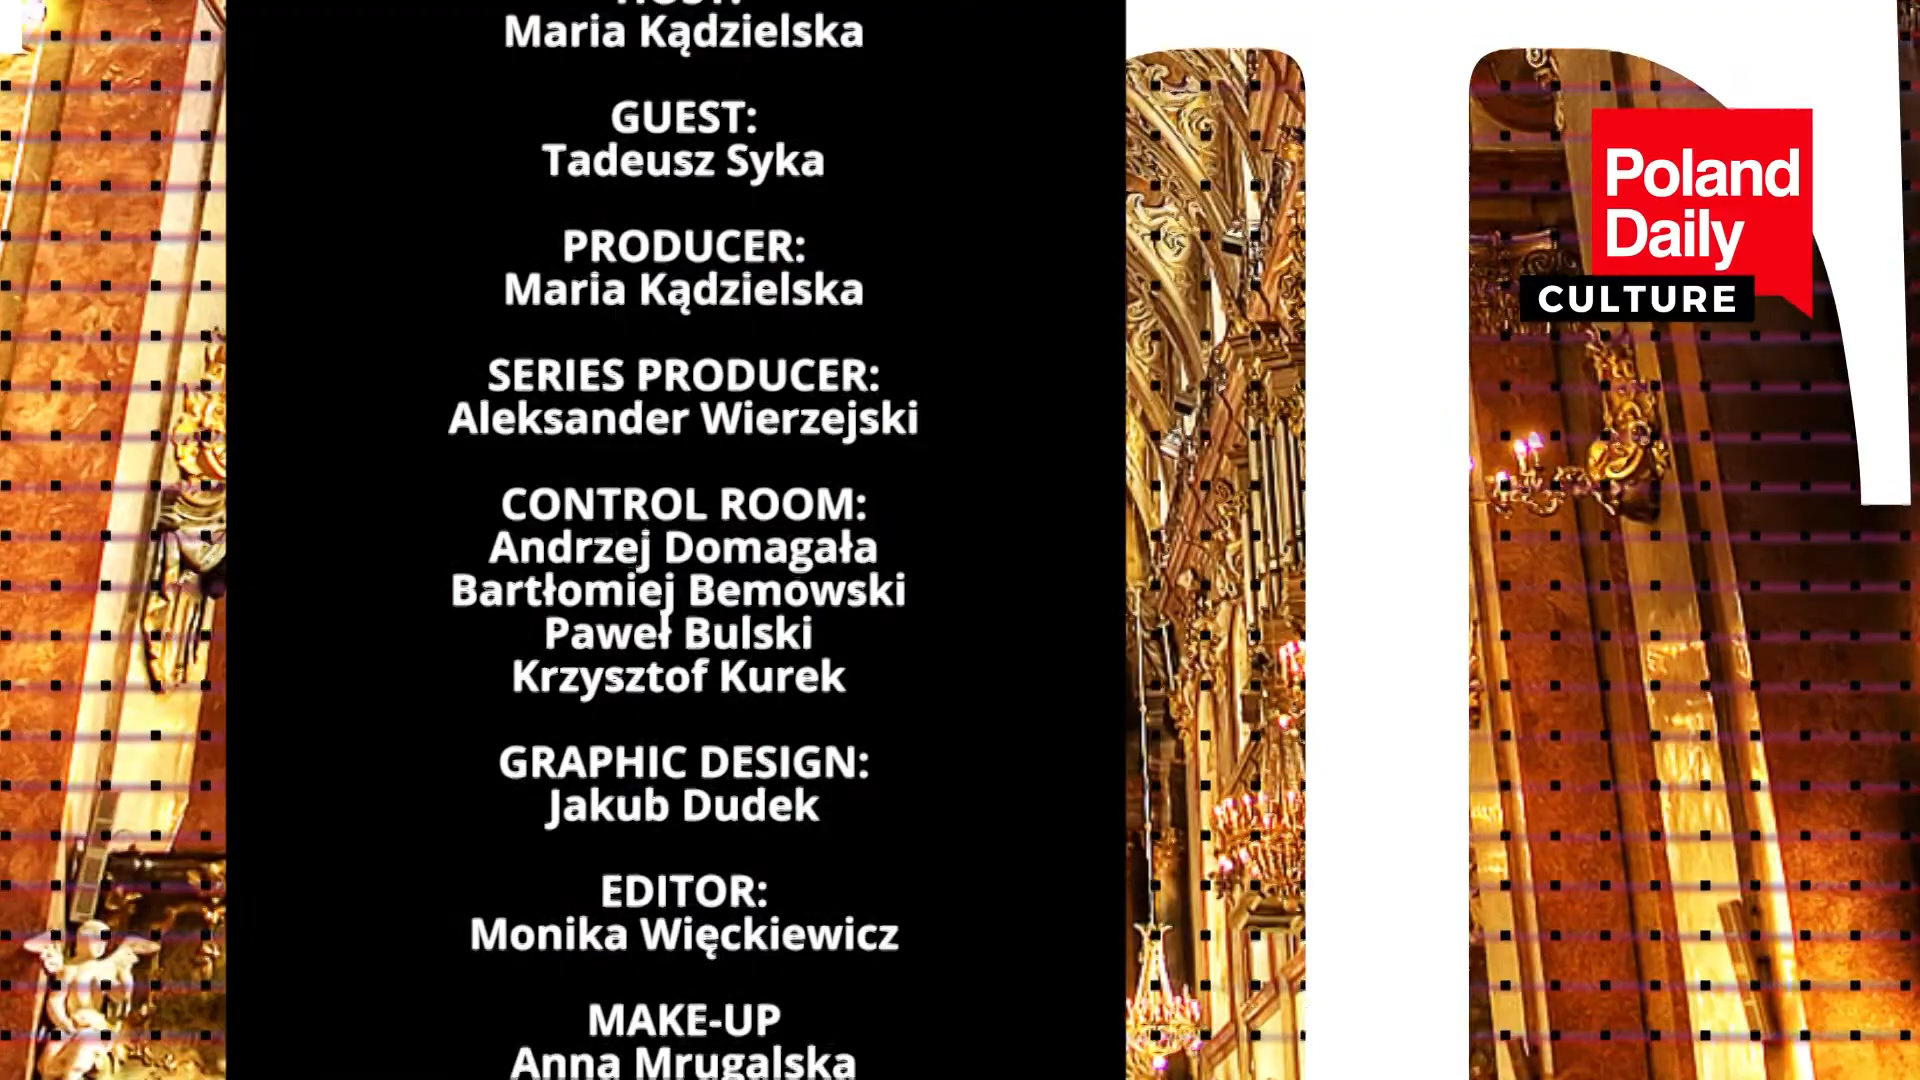 HOST:
Maria Kądzielska
GUEST:
Tadeusz Syka
PRODUCER:
Maria Kądzielska
SERIES PRODUCER:
Aleksander Wierzejski
CONTROL ROOM:
Andrzej Domagała
Bartłomiej Bemowski
Paweł Bulski
Krzysztof Kurek
GRAPHIC DESIGN:
Jakub Dudek
EDITOR:
Monika Więckiewicz
MAKE-UP
Anna Mrugalska
Poland
Daily
CULTURE